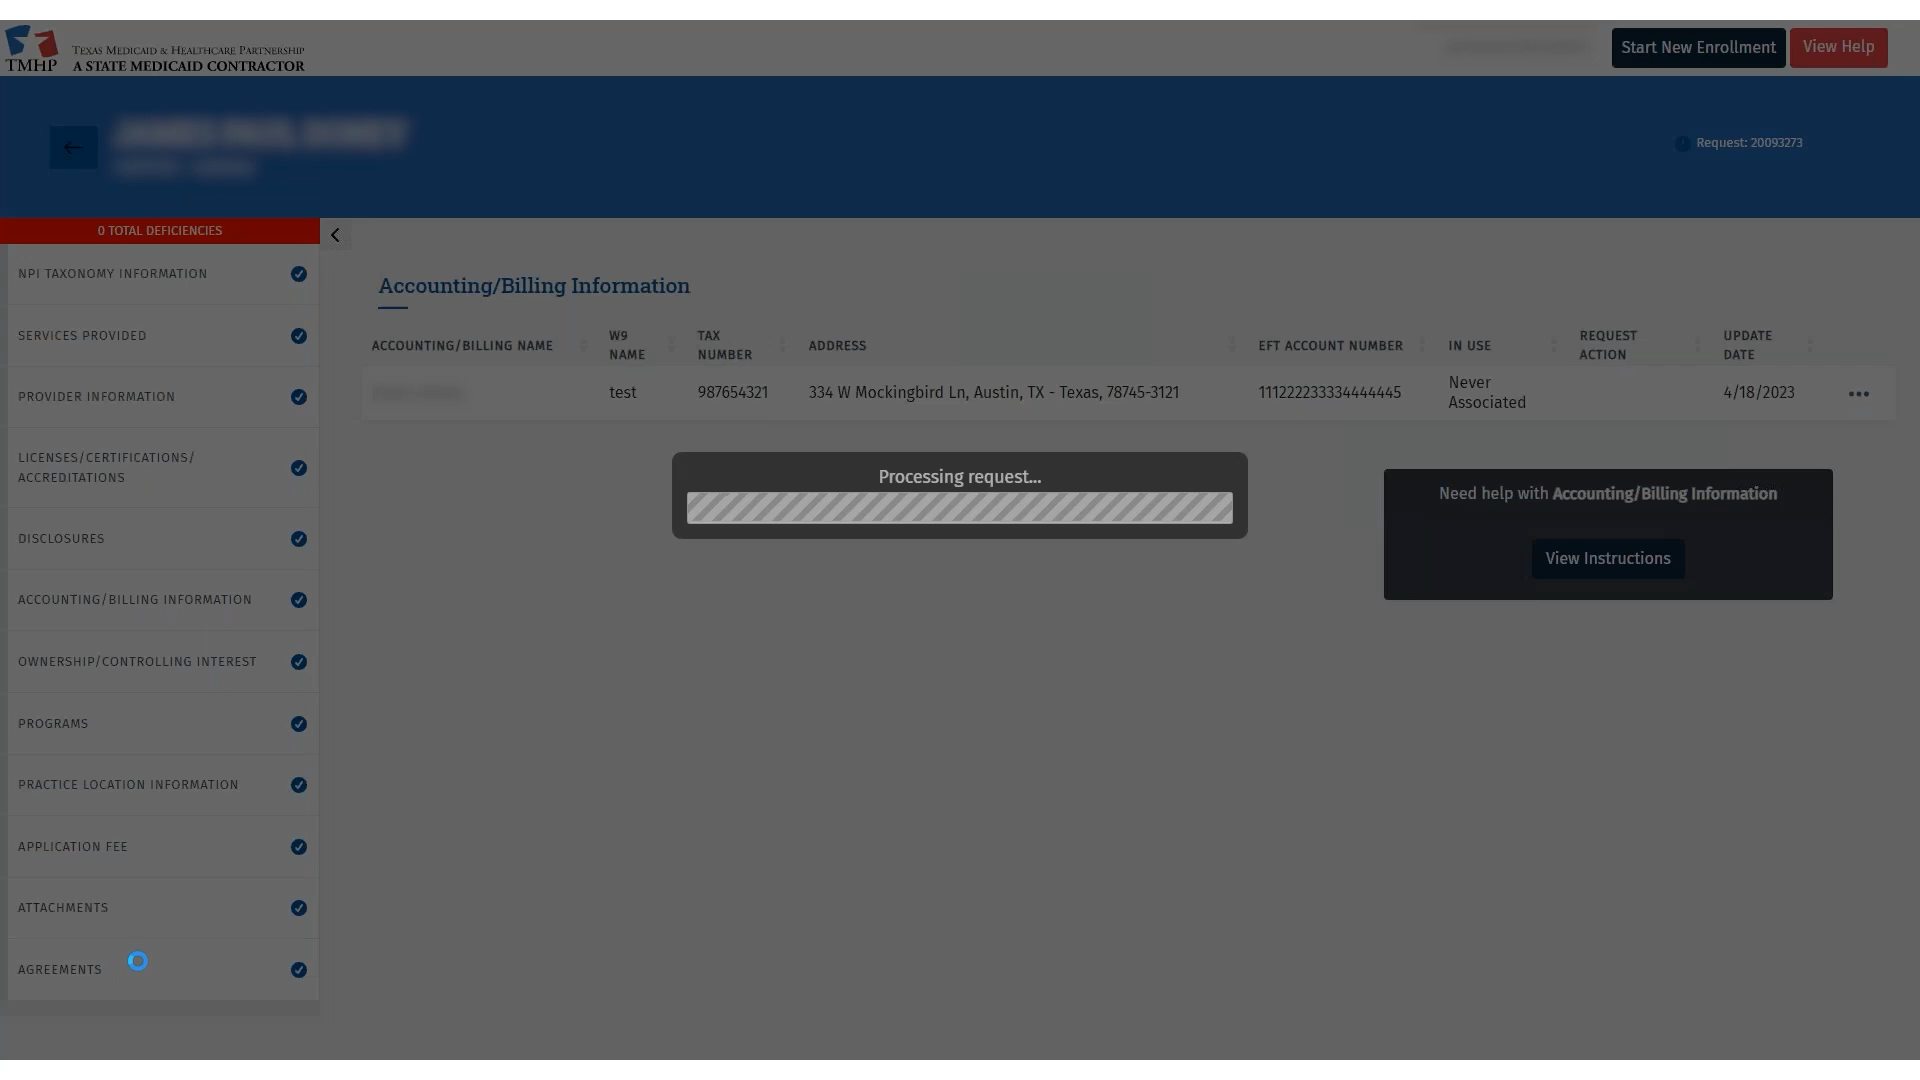 TEXAS MEDICAID & HEALTHCARE PARTNERSHIP
TMHP A STATE MEDICAID CONTRACTOR
Start New Enrollment
View Help
Request: 20093273
0 TOTAL DEFICIENCIES
NPI TAXONOMY INFORMATION
SERVICES PROVIDED
PROVIDER INFORMATION
LICENSES/CERTIFICATIONS/
ACCREDITATIONS
DISCLOSURES
ACCOUNTING/BILLING INFORMATION
OWNERSHIP/CONTROLLING INTEREST
PROGRAMS
PRACTICE LOCATION INFORMATION
APPLICATION FEE
ATTACHMENTS
AGREEMENTS
Accounting/Billing Information
ACCOUNTING/BILLING NAME
W9
NAME
TAX
NUMBER
ADDRESS
EFT ACCOUNT NUMBER
IN USE
REQUEST
ACTION
UPDATE
DATE
test
987654321
334 W Mockingbird Ln, Austin, TX - Texas, 78745-3121
111222233334444445
Never
Associated
4/18/2023
Processing request...
Need help with Accounting/Billing Information
View Instructions